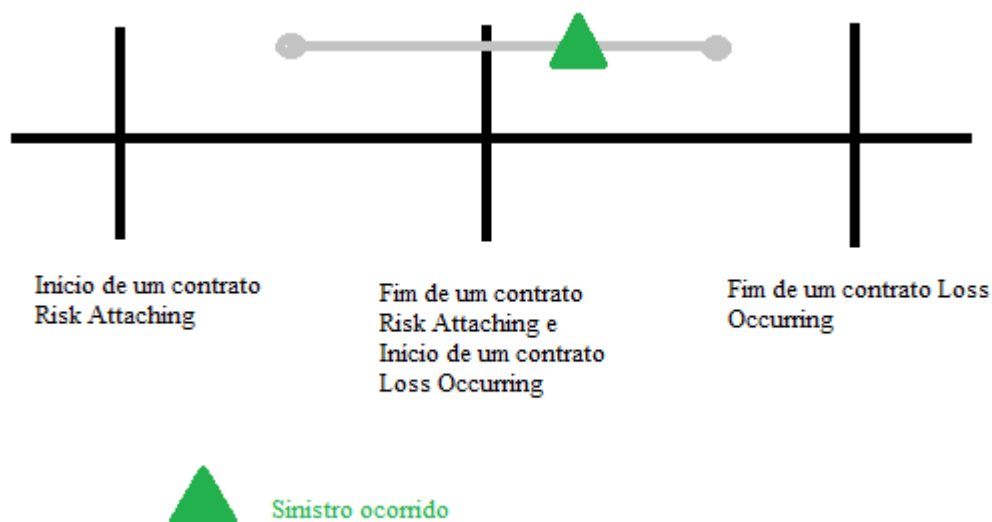 Início de um contrato
Risk Attaching
Fim de um contrato
Risk Attaching e
Início de um contrato
Loss Occurring
Fim de um contrato Loss
Occurring
Sinistro ocorrido